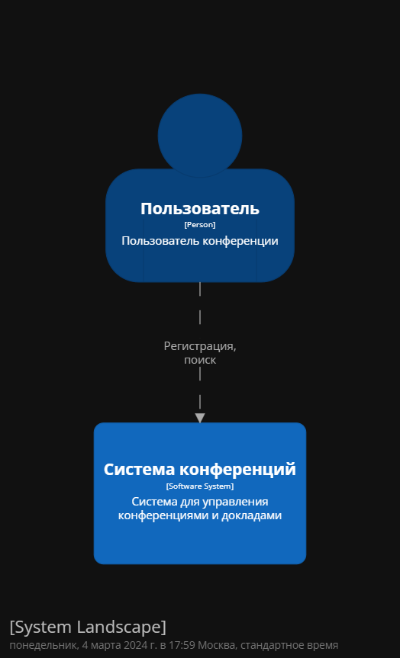 Пользователь
[Person]
Пользователь конференции
Регистрация,
поиск
Система конференций
[Software System]
Система для управления
конференциями и докладами
[System Landscape]
понедельник, 4 марта 2024 г. в 17:59 Москва, стандартное время